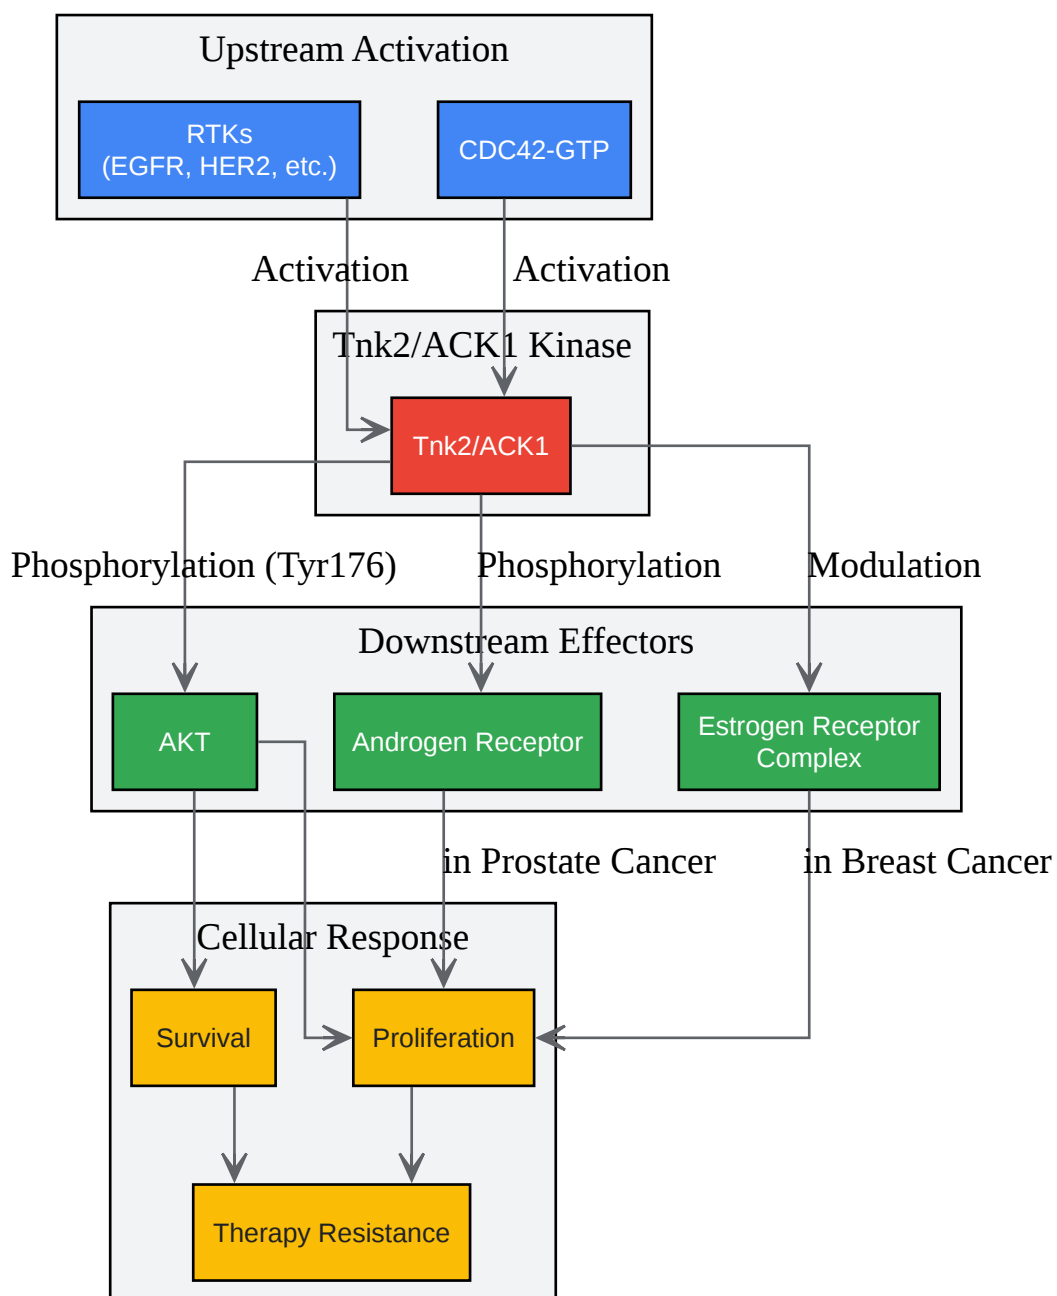 Upstream Activation
RTKs
(EGFR, HER2, etc.)
CDC42-GTP
Activation
Activation
Tnk2/ACK1 Kinase
Tnk2/ACK1
Phosphorylation (Tyr176)
Phosphorylation
Modulation
Downstream Effectors
AKT
Androgen Receptor
Estrogen Receptor
Complex
in Prostate Cancer
in Breast Cancer
Cellular Response
Survival
Proliferation
Therapy Resistance